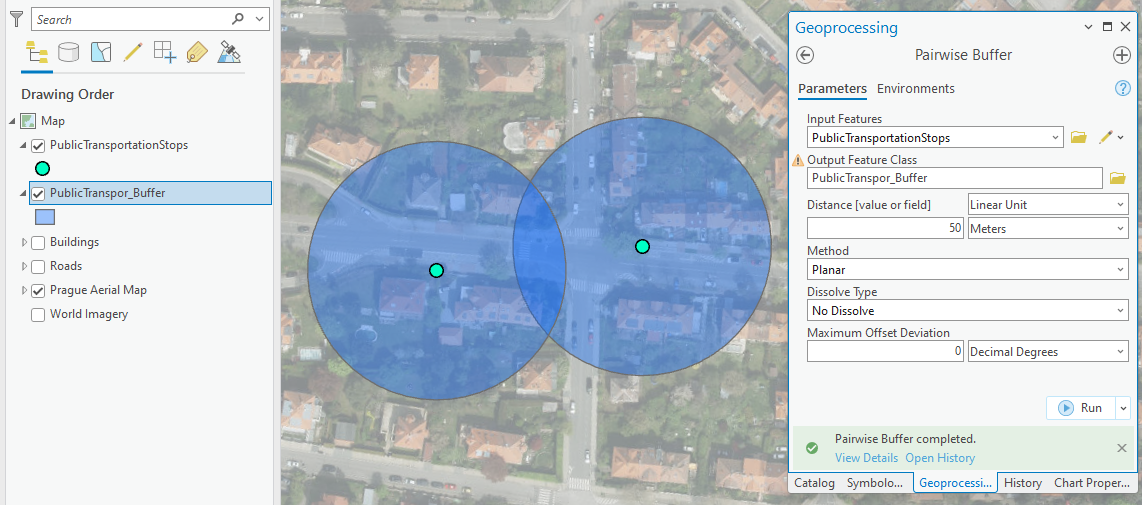 Search
Drawing Order
Map
PublicTransportationStops
PublicTranspor_Buffer
Buildings
Roads
Prague Aerial Map
World Imagery
Geoprocessing
Pairwise Buffer
Parameters Environments
?
Input Features
PublicTransportationStops
Output Feature Class
PublicTranspor_Buffer
Distance [value or field] Linear Unit
50 Meters
Method
Planar
Dissolve Type
No Dissolve
Maximum Offset Deviation
0 Decimal Degrees
Run
Pairwise Buffer completed.
View Details Open History
Catalog Symbolo... Geoprocessi... History Chart Proper...